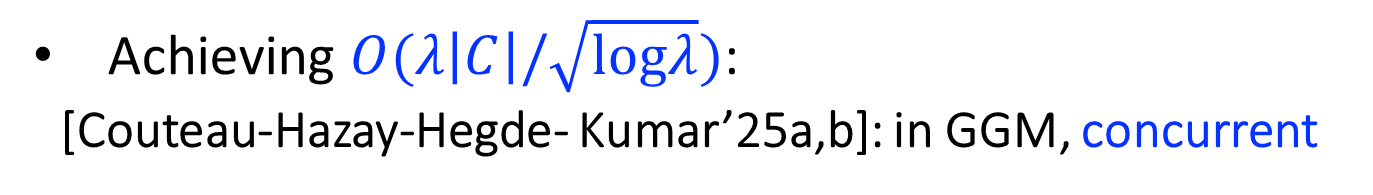 • Achieving O(λ|C|/√logλ):
[Couteau-Hazay-Hegde- Kumar’25a,b]: in GGM, concurrent